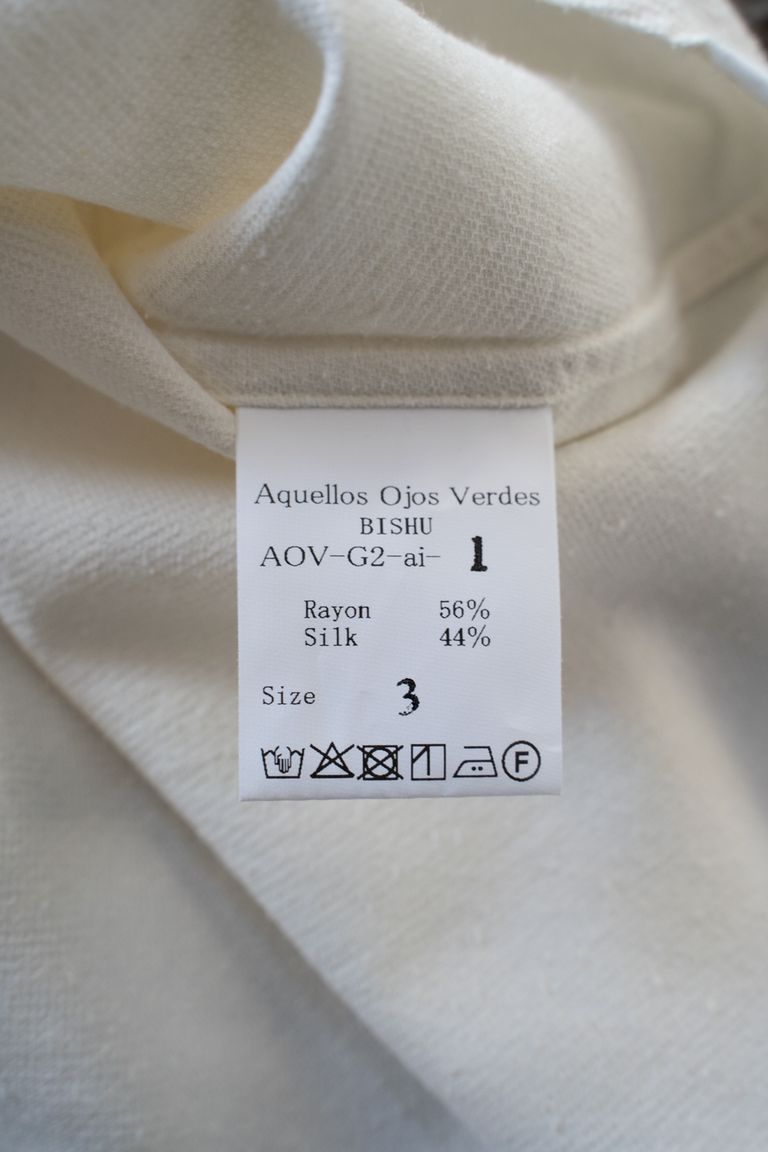 Aquellos Ojos Verdes
BISHU
AOV-G2-ai- 1
Rayon 56%
Silk 44%
Size 3
F